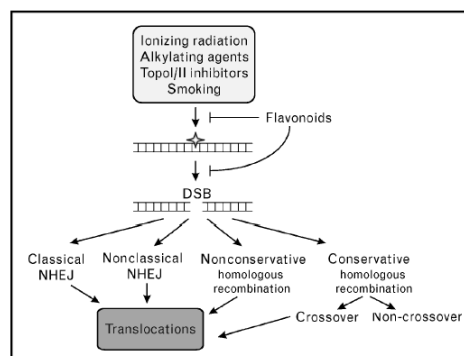 Ionizing radiation
Alkylating agents
TopoI/II inhibitors
Smoking
Flavonoids
DSB
Classical
NHEJ
Nonclassical
NHEJ
Nonconservative
homologous
recombination
Conservative
homologous
recombination
Translocations
Crossover
Non-crossover